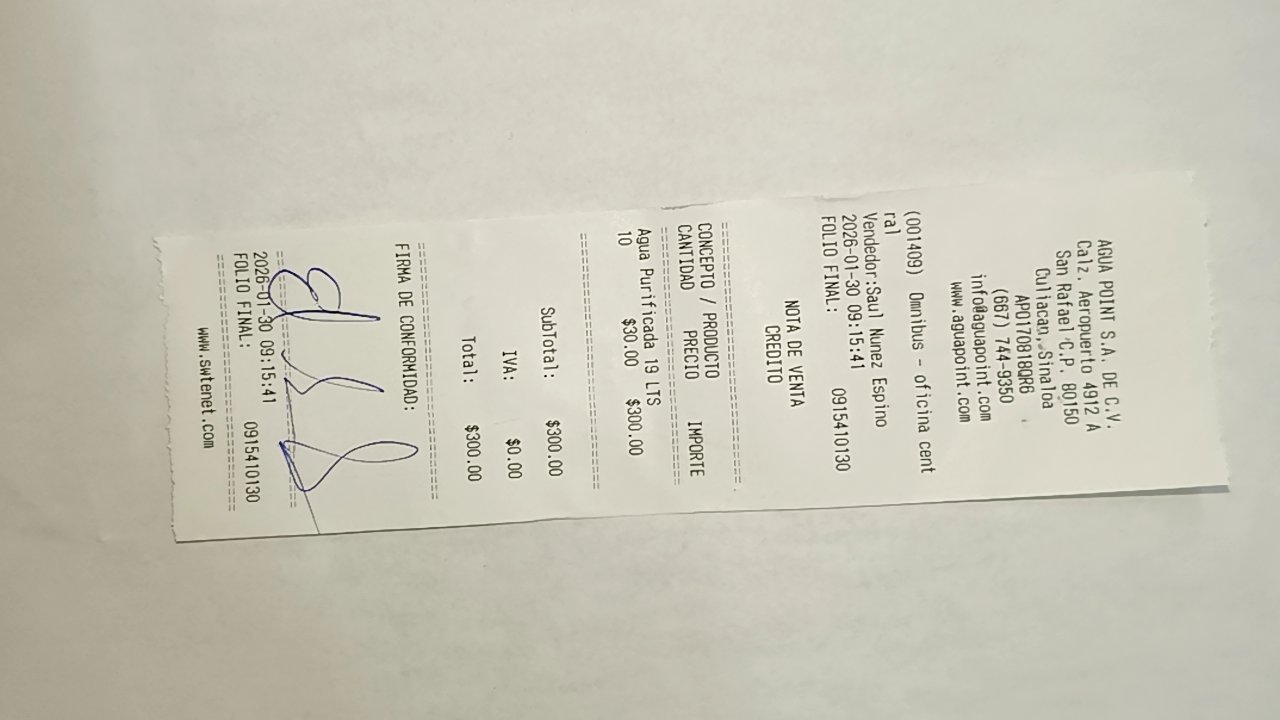 AGUA POINT S.A. DE C.V.
Calz. Aeropuerto 4912 A
San Rafael C.P. 80150
Culiacan, Sinaloa
APO170818QR6
(667) 744-9350
info@aguapoint.com
www.aguapoint.com
(001409) Omnibus - oficina cent
ral
Vendedor:Saul Nunez Espino
2026-01-30 09:15:41
FOLIO FINAL: 0915410130
NOTA DE VENTA
CREDITO
CONCEPTO / PRODUCTO
CANTIDAD PRECIO IMPORTE
Agua Purificada 19 LTS
10 $30.00 $300.00
SubTotal: $300.00
IVA: $0.00
Total: $300.00
FIRMA DE CONFORMIDAD:
2026-01-30 09:15:41
FOLIO FINAL: 0915410130
www.swtenet.com